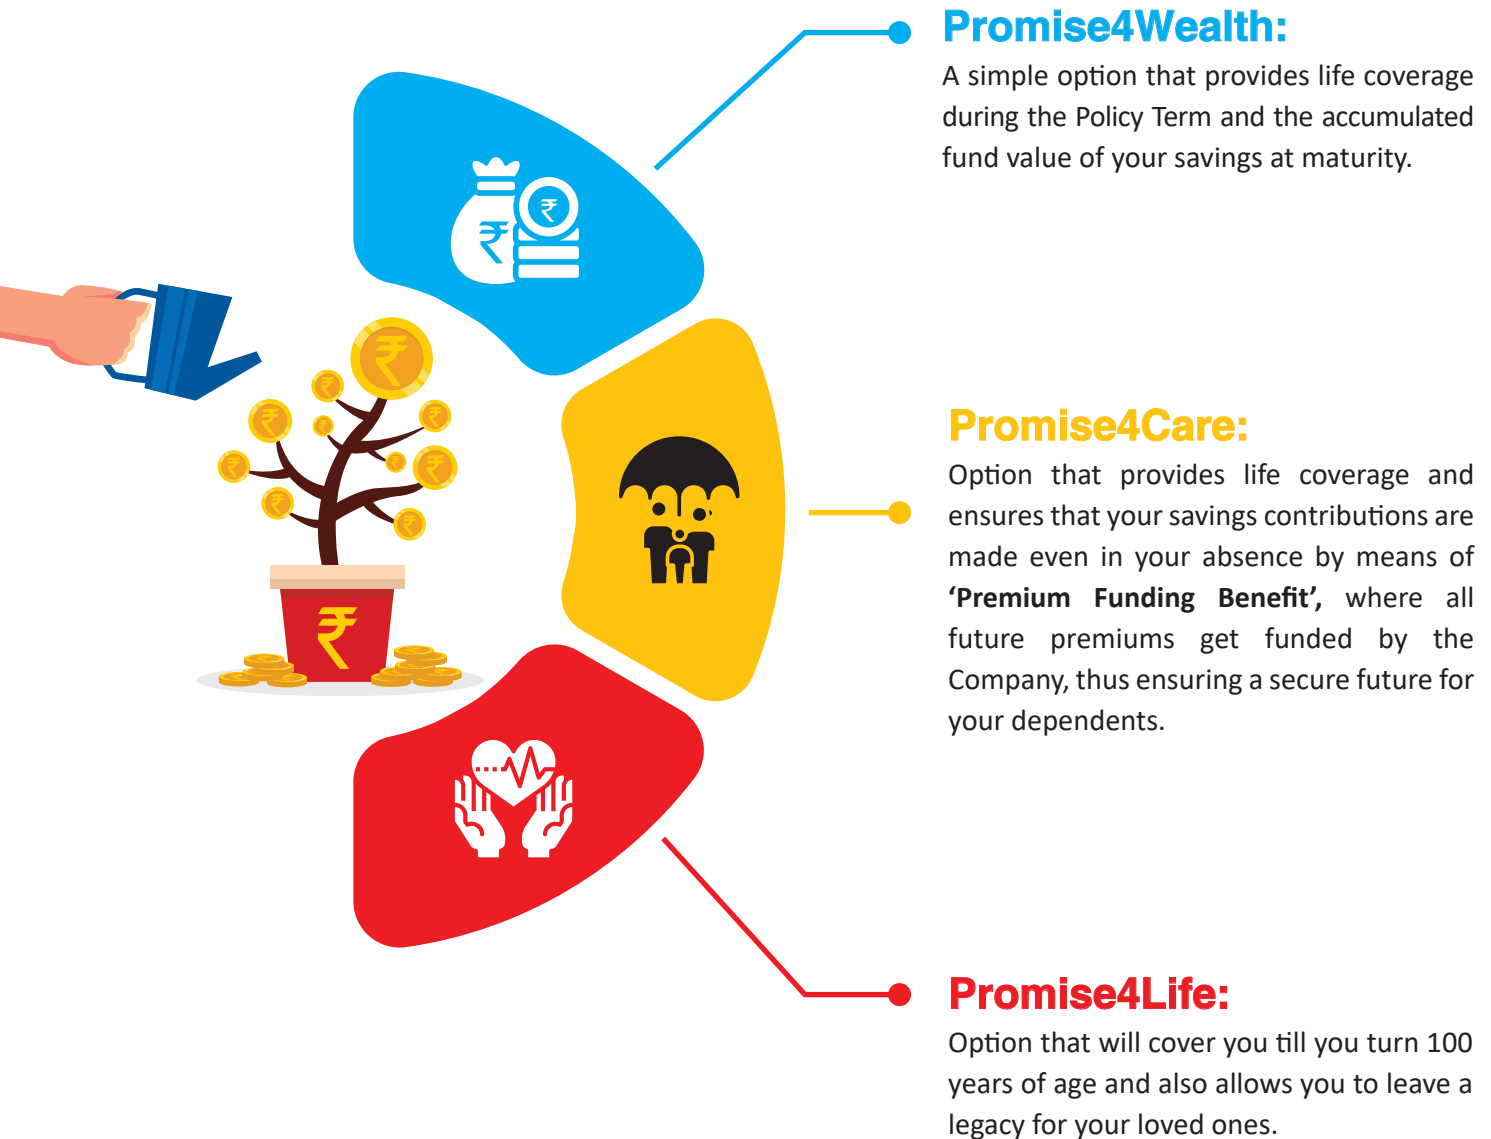 Promise4Wealth:
A simple option that provides life coverage
during the Policy Term and the accumulated
fund value of your savings at maturity.
Promise4Care:
Option that provides life coverage and
ensures that your savings contributions are
made even in your absence by means of
‘Premium Funding Benefit’, where all
future premiums get funded by the
Company, thus ensuring a secure future for
your dependents.
Promise4Life:
Option that will cover you till you turn 100
years of age and also allows you to leave a
legacy for your loved ones.